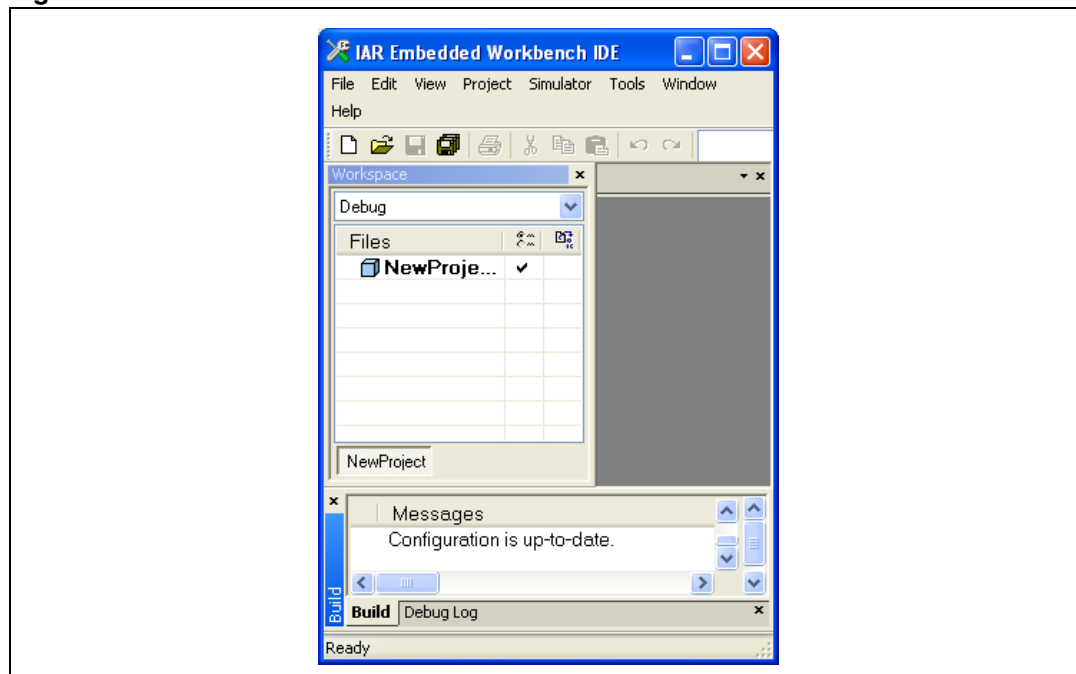 IAR Embedded Workbench IDE
File Edit View Project Simulator Tools Window
Help
Workspace
Debug
Files
NewProje...
NewProject
Messages
Configuration is up-to-date.
Build
Build Debug Log
Ready